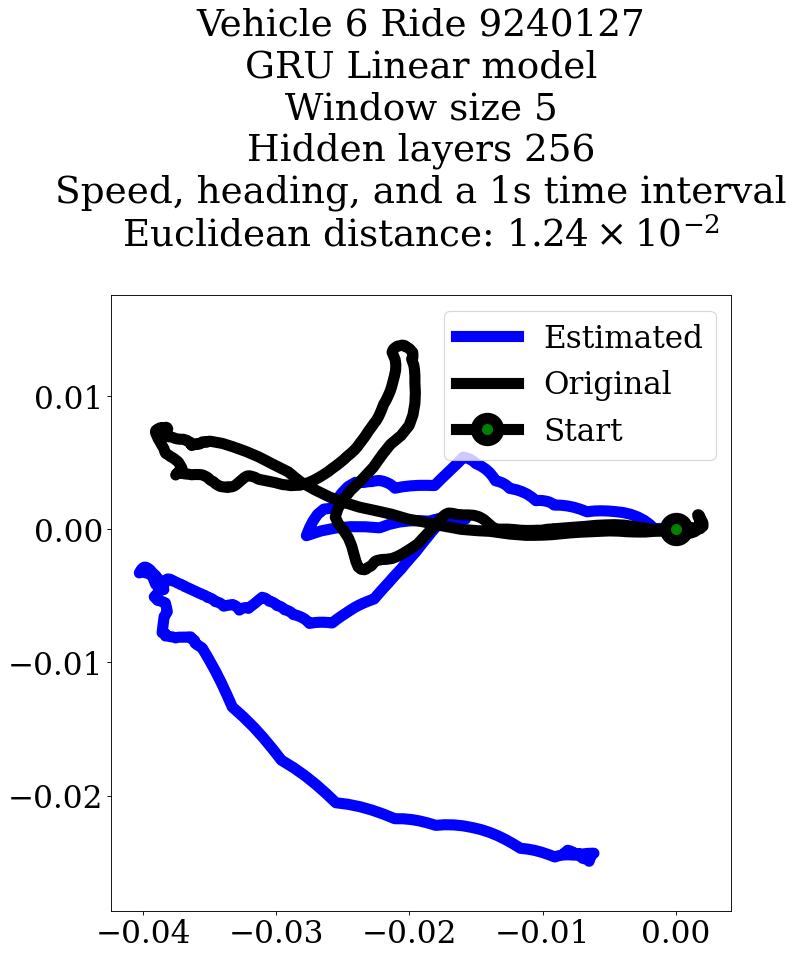 Vehicle 6 Ride 9240127
GRU Linear model
Window size 5
Hidden layers 256
Speed, heading, and a 1s time interval
Euclidean distance: 1.24 × 10⁻²
Estimated
Original
Start
0.01
0.00
−0.01
−0.02
−0.04 −0.03 −0.02 −0.01 0.00